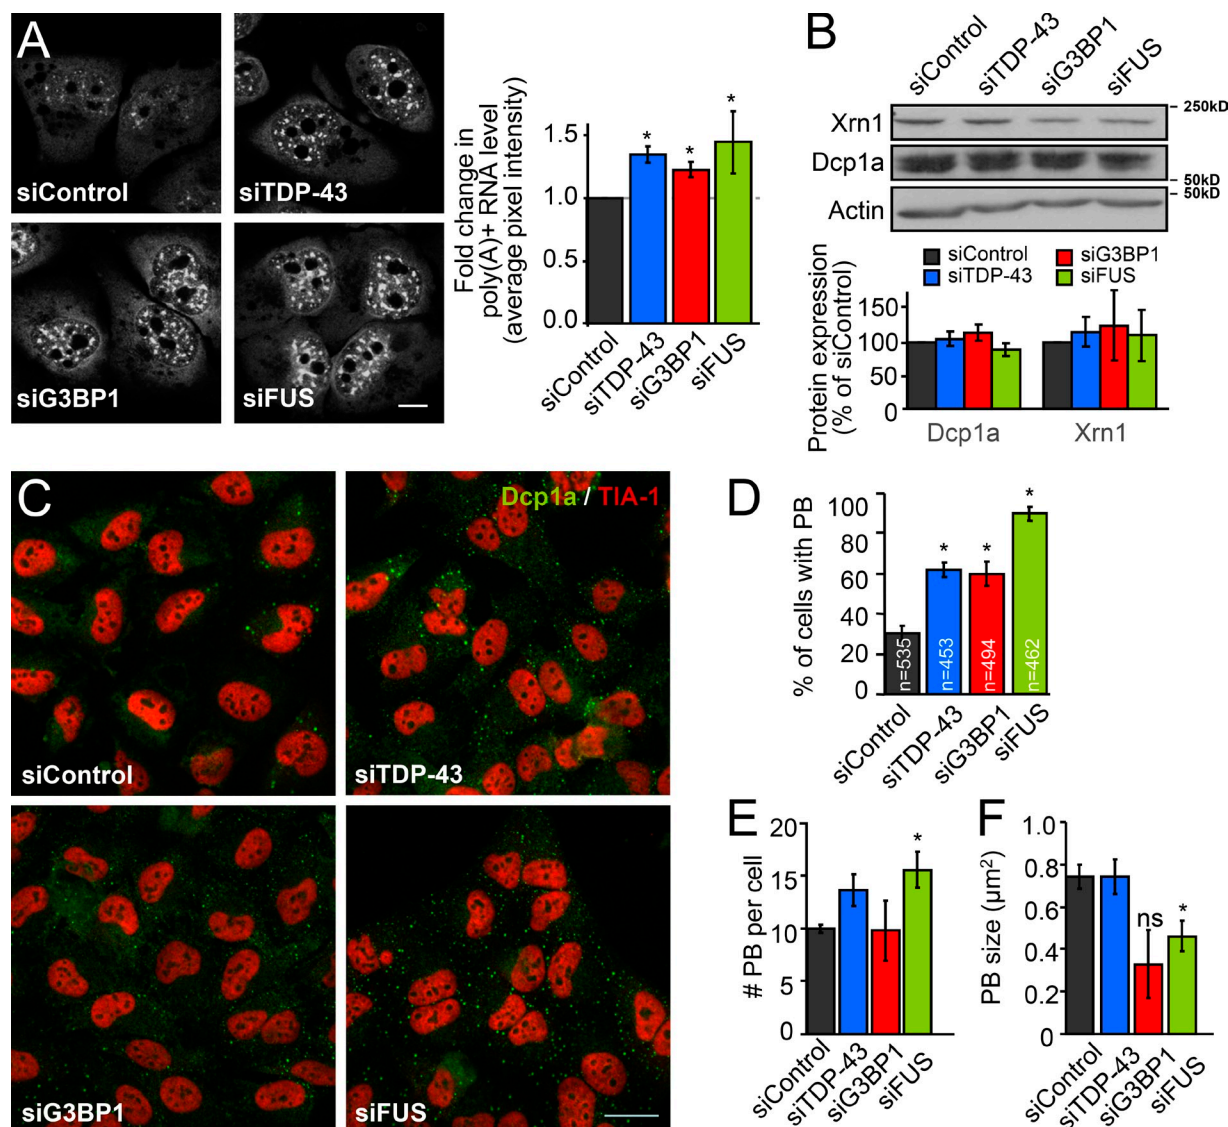 A
siControl
siTDP-43
siG3BP1
siFUS
Fold change in
poly(A)+ RNA level
(average pixel intensity)
1.5
1.0
0.5
0.0
*
*
*
siControl
siTDP-43
siG3BP1
siFUS
B
siControl
siTDP-43
siG3BP1
siFUS
Xrn1
Dcp1a
Actin
250kD
50kD
50kD
siControl
siG3BP1
siTDP-43
siFUS
Protein expression
(% of siControl)
150
100
50
0
Dcp1a
Xrn1
C
Dcp1a / TIA-1
siControl
siTDP-43
siG3BP1
siFUS
D
% of cells with PB
100
80
60
40
20
0
*
*
*
n=535
n=453
n=494
n=462
siControl
siTDP-43
siG3BP1
siFUS
E
# PB per cell
20
15
10
5
0
*
siControl
siTDP-43
siG3BP1
siFUS
F
PB size (µm²)
1.0
0.8
0.6
0.4
0.2
0
ns
*
siControl
siTDP-43
siG3BP1
siFUS